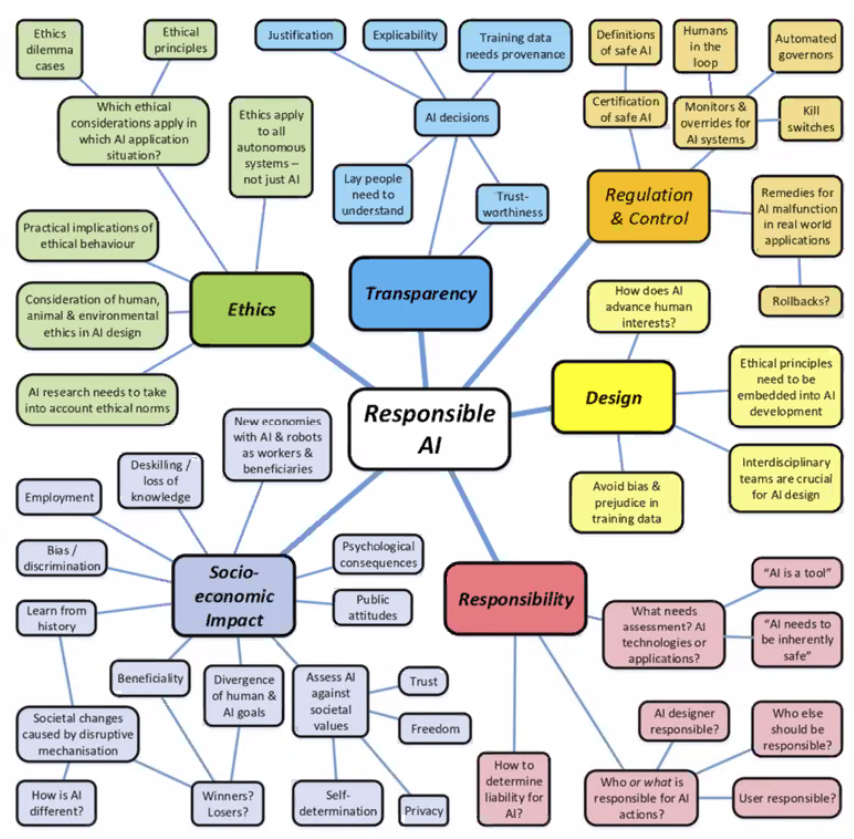 Responsible
AI
Ethics
Ethics
dilemma
cases
Ethical
principles
Which ethical
considerations apply in
which AI application
situation?
Ethics apply
to all
autonomous
systems –
not just AI
Practical implications of
ethical behaviour
Consideration of human,
animal & environmental
ethics in AI design
AI research needs to take
into account ethical norms
Transparency
Justification
Explicability
Training data
needs provenance
AI decisions
Lay people
need to
understand
Trust-
worthiness
Regulation
& Control
Definitions
of safe AI
Humans
in the
loop
Automated
governors
Certification
of safe AI
Monitors &
overrides for
AI systems
Kill
switches
Remedies for
AI malfunction
in real world
applications
Rollbacks?
Design
How does AI
advance human
interests?
Ethical principles
need to be
embedded into AI
development
Interdisciplinary
teams are crucial
for AI design
Avoid bias &
prejudice in
training data
Socio-
economic
Impact
New economies
with AI & robots
as workers &
beneficiaries
Deskilling /
loss of
knowledge
Employment
Bias /
discrimination
Learn from
history
Psychological
consequences
Public
attitudes
Beneficiality
Divergence
of human &
AI goals
Assess AI
against
societal
values
Trust
Freedom
Societal changes
caused by disruptive
mechanisation
How is AI
different?
Winners?
Losers?
Self-
determination
Privacy
Responsibility
What needs
assessment? AI
technologies or
applications?
“AI is a tool”
“AI needs to
be inherently
safe”
AI designer
responsible?
Who else
should be
responsible?
How to
determine
liability for
AI?
Who or what is
responsible for AI
actions?
User responsible?